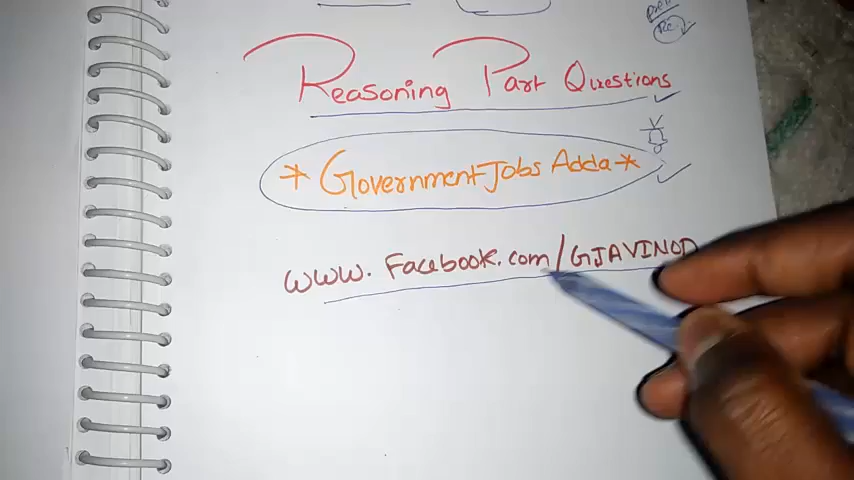 Reasoning Part Questions
* Government Jobs Adda *
www.Facebook.com/GJAVINOD